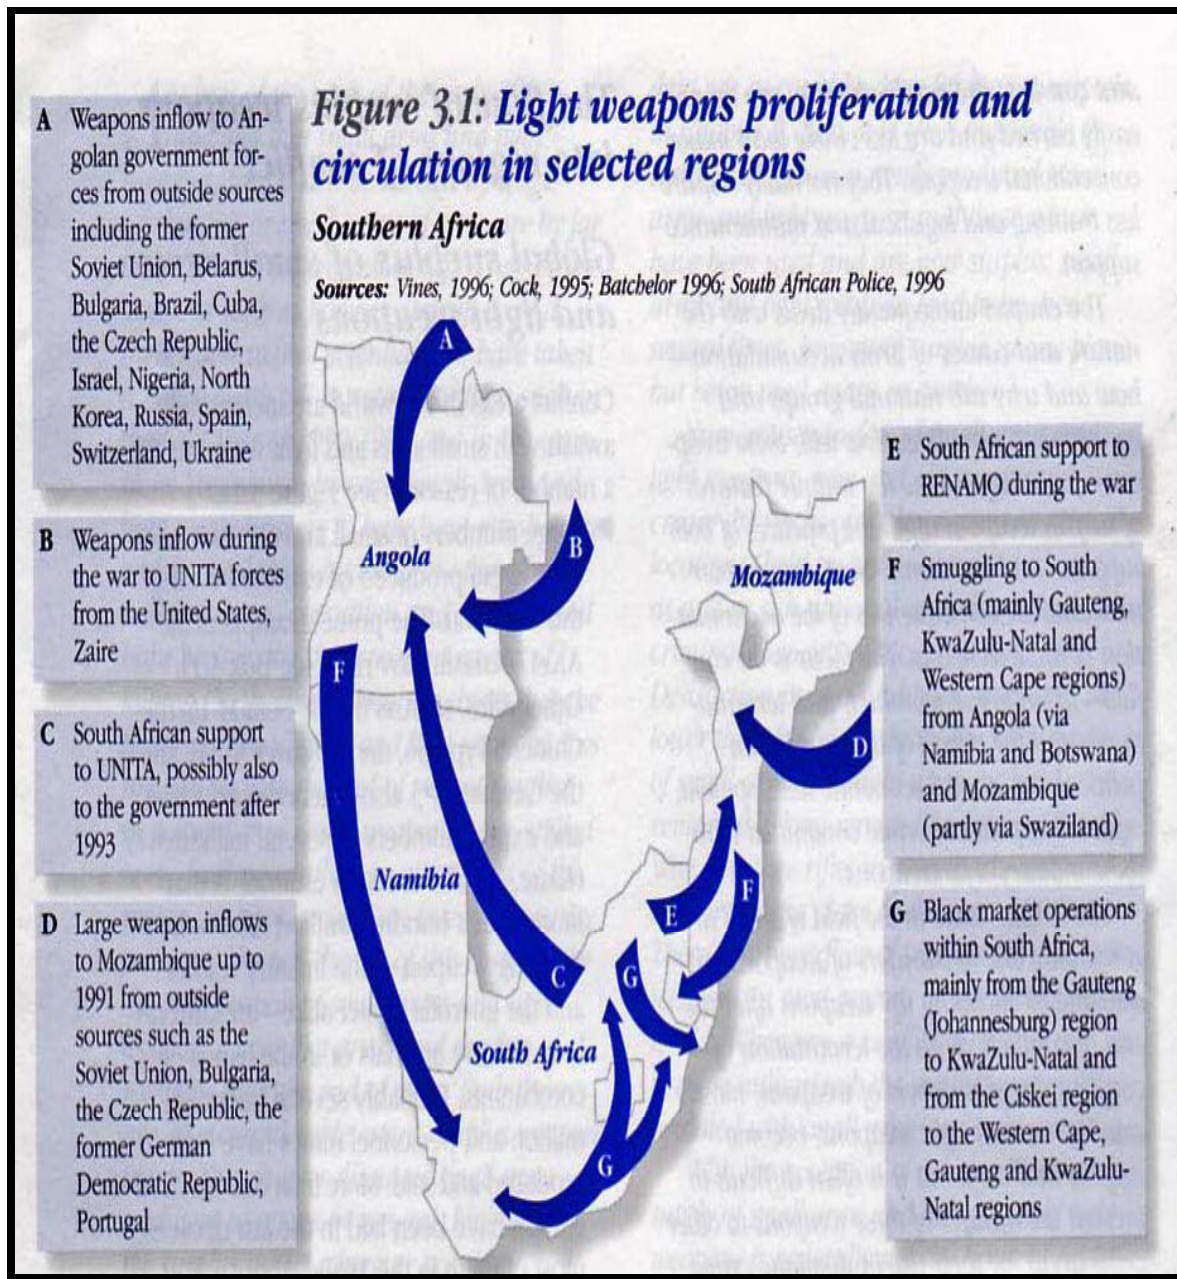 Figure 3.1: Light weapons proliferation and
circulation in selected regions
Southern Africa
Sources: Vines, 1996; Cock, 1995; Batchelor 1996; South African Police, 1996
A Weapons inflow to An-
golan government for-
ces from outside sources
including the former
Soviet Union, Belarus,
Bulgaria, Brazil, Cuba,
the Czech Republic,
Israel, Nigeria, North
Korea, Russia, Spain,
Switzerland, Ukraine
B Weapons inflow during
the war to UNITA forces
from the United States,
Zaire
C South African support
to UNITA, possibly also
to the government after
1993
D Large weapon inflows
to Mozambique up to
1991 from outside
sources such as the
Soviet Union, Bulgaria,
the Czech Republic, the
former German
Democratic Republic,
Portugal
A
Angola
B
F
Namibia
C
South Africa
G
G
E
F
D
Mozambique
E South African support to
RENAMO during the war
F Smuggling to South
Africa (mainly Gauteng,
KwaZulu-Natal and
Western Cape regions)
from Angola (via
Namibia and Botswana)
and Mozambique
(partly via Swaziland)
G Black market operations
within South Africa,
mainly from the Gauteng
(Johannesburg) region
to KwaZulu-Natal and
from the Ciskei region
to the Western Cape,
Gauteng and KwaZulu-
Natal regions